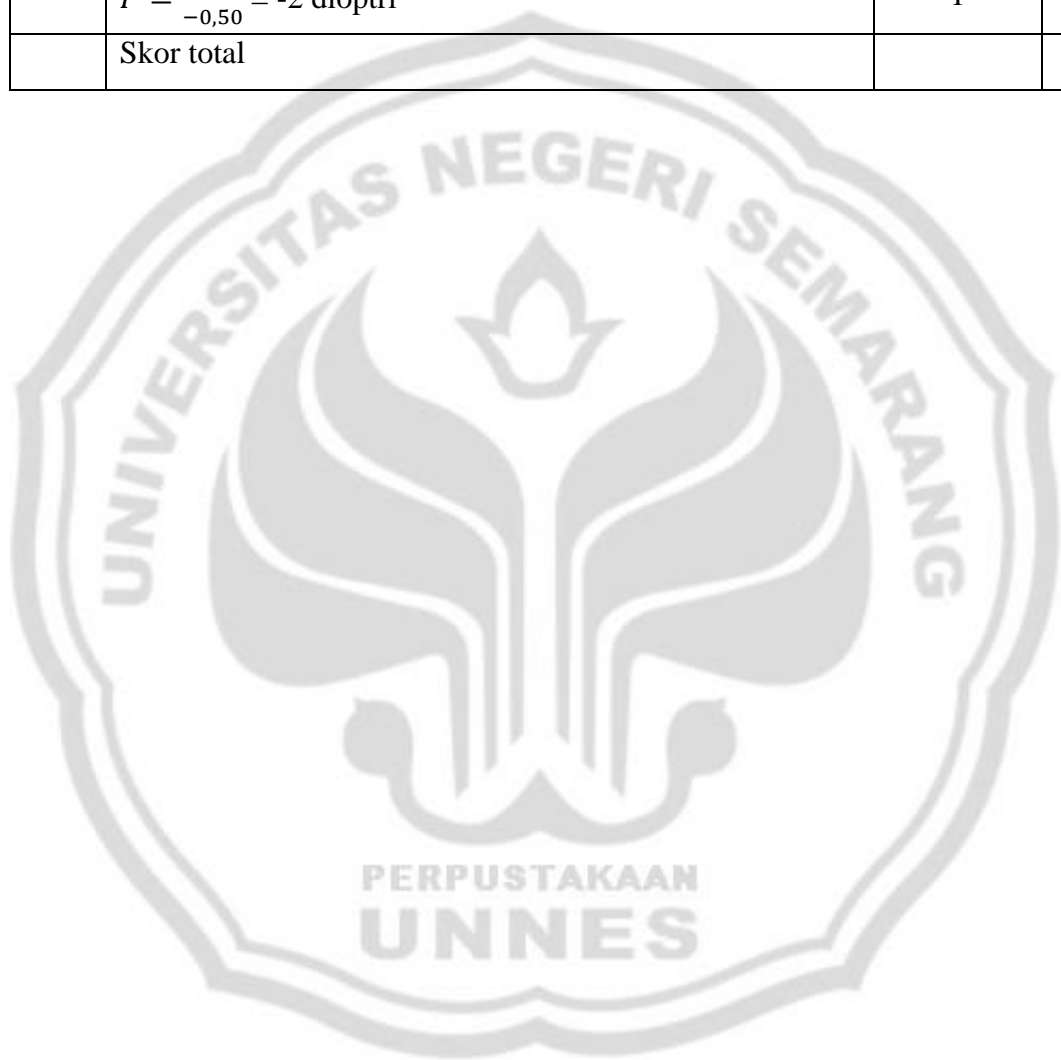 −0,50 = -2 dioptri
Skor total
UNIVERSITAS NEGERI SEMARANG
PERPUSTAKAAN
UNNES